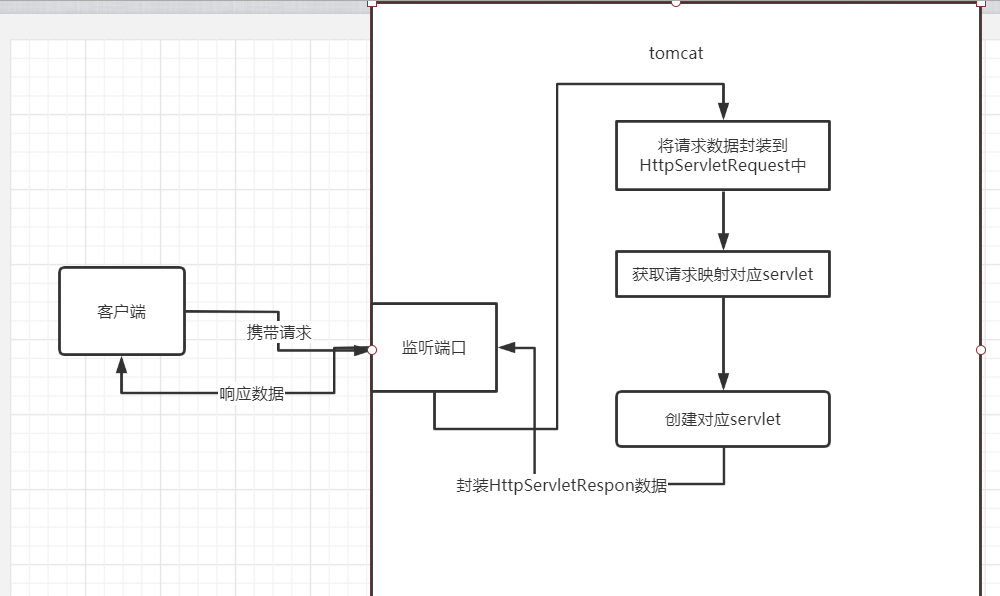 tomcat
将请求数据封装到
HttpServletRequest中
获取请求映射对应servlet
客户端
携带请求
监听端口
响应数据
创建对应servlet
封装HttpServletRespon数据